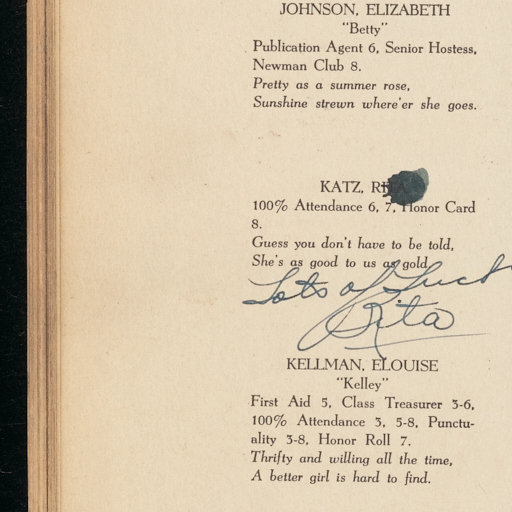 JOHNSON, ELIZABETH
"Betty"
Publication Agent 6, Senior Hostess,
Newman Club 8.
Pretty as a summer rose,
Sunshine strewn where'er she goes.
KATZ, RITA
100% Attendance 6, 7, Honor Card
8.
Guess you don't have to be told,
She's as good to us as gold.
Lots of Luck
Rita
KELLMAN, ELOUISE
"Kelley"
First Aid 5, Class Treasurer 3-6,
100% Attendance 3, 5-8, Punctu-
ality 3-8, Honor Roll 7.
Thrifty and willing all the time,
A better girl is hard to find.